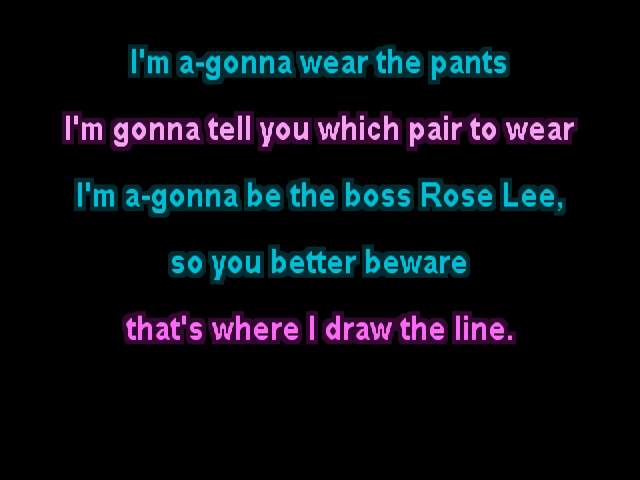 I'm a-gonna wear the pants
I'm gonna tell you which pair to wear
I'm a-gonna be the boss Rose Lee,
so you better beware
that's where I draw the line.